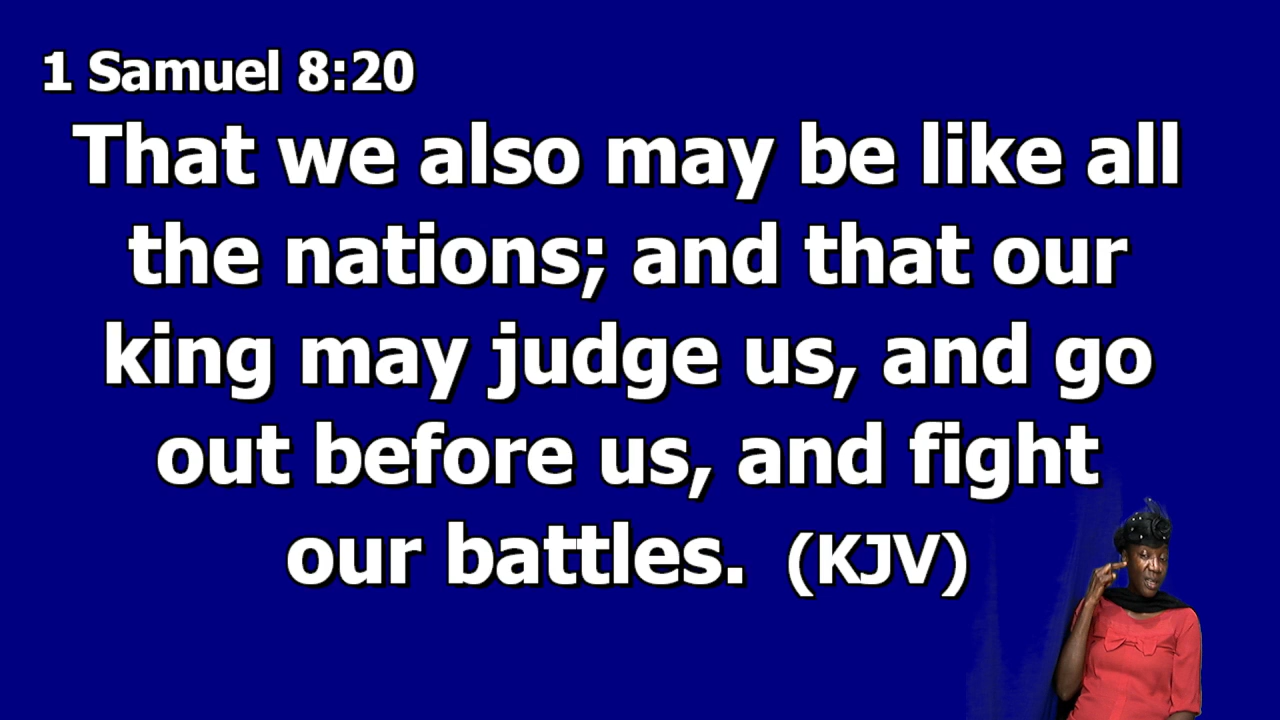 1 Samuel 8:20
That we also may be like all
the nations; and that our
king may judge us, and go
out before us, and fight
our battles. (KJV)